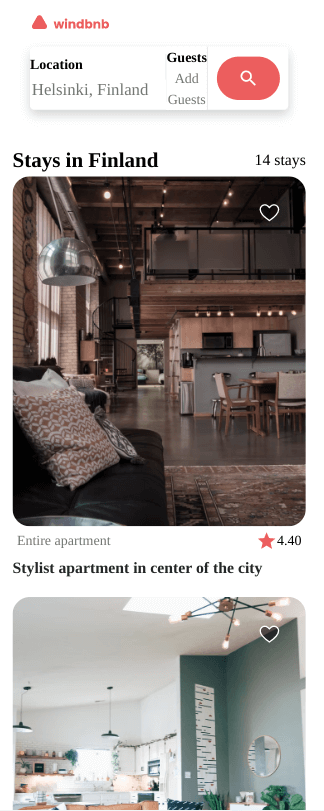 windbnb
Location
Helsinki, Finland
Guests
Add
Guests
Stays in Finland
14 stays
Entire apartment
4.40
Stylist apartment in center of the city